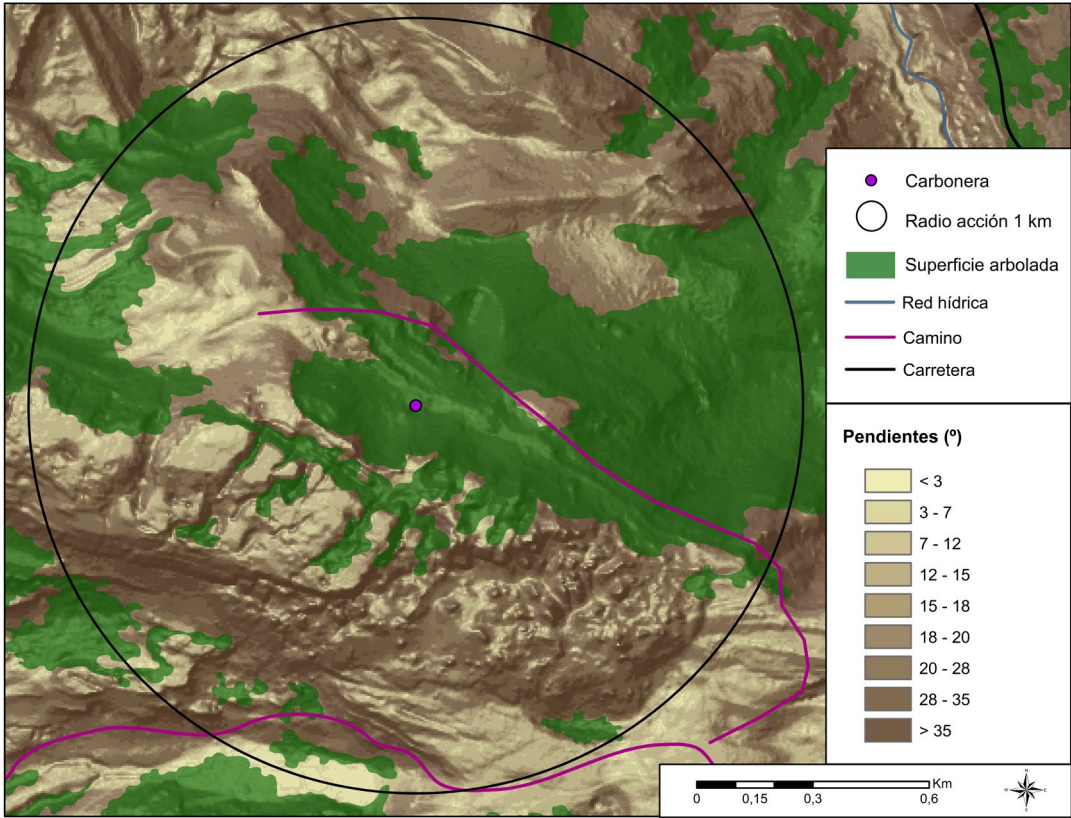 Carbonera
Radio acción 1 km
Superficie arbolada
Red hídrica
Camino
Carretera
Pendientes (º)
< 3
3 - 7
7 - 12
12 - 15
15 - 18
18 - 20
20 - 28
28 - 35
> 35
Km
0 0,15 0,3 0,6
N
W E
S